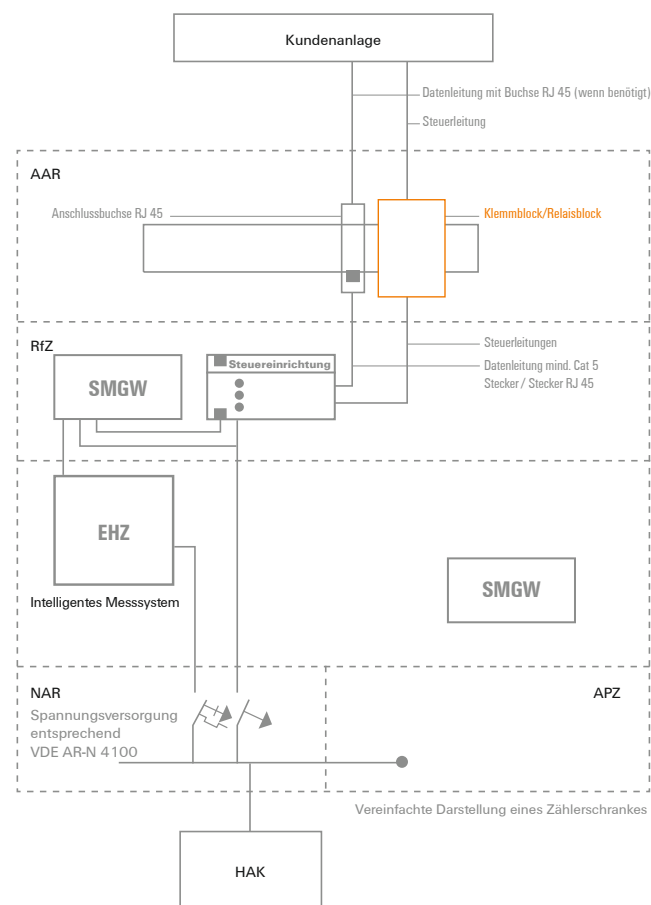 Kundenanlage
Datenleitung mit Buchse RJ 45 (wenn benötigt)
Steuerleitung
AAR
Anschlussbuchse RJ 45
Klemmblock/Relaisblock
RfZ
Steuerleitungen
SMGW
Steuereinrichtung
Datenleitung mind. Cat 5
Stecker / Stecker RJ 45
EHZ
SMGW
Intelligentes Messsystem
NAR
APZ
Spannungsversorgung
entsprechend
VDE AR-N 4100
Vereinfachte Darstellung eines Zählerschrankes
HAK